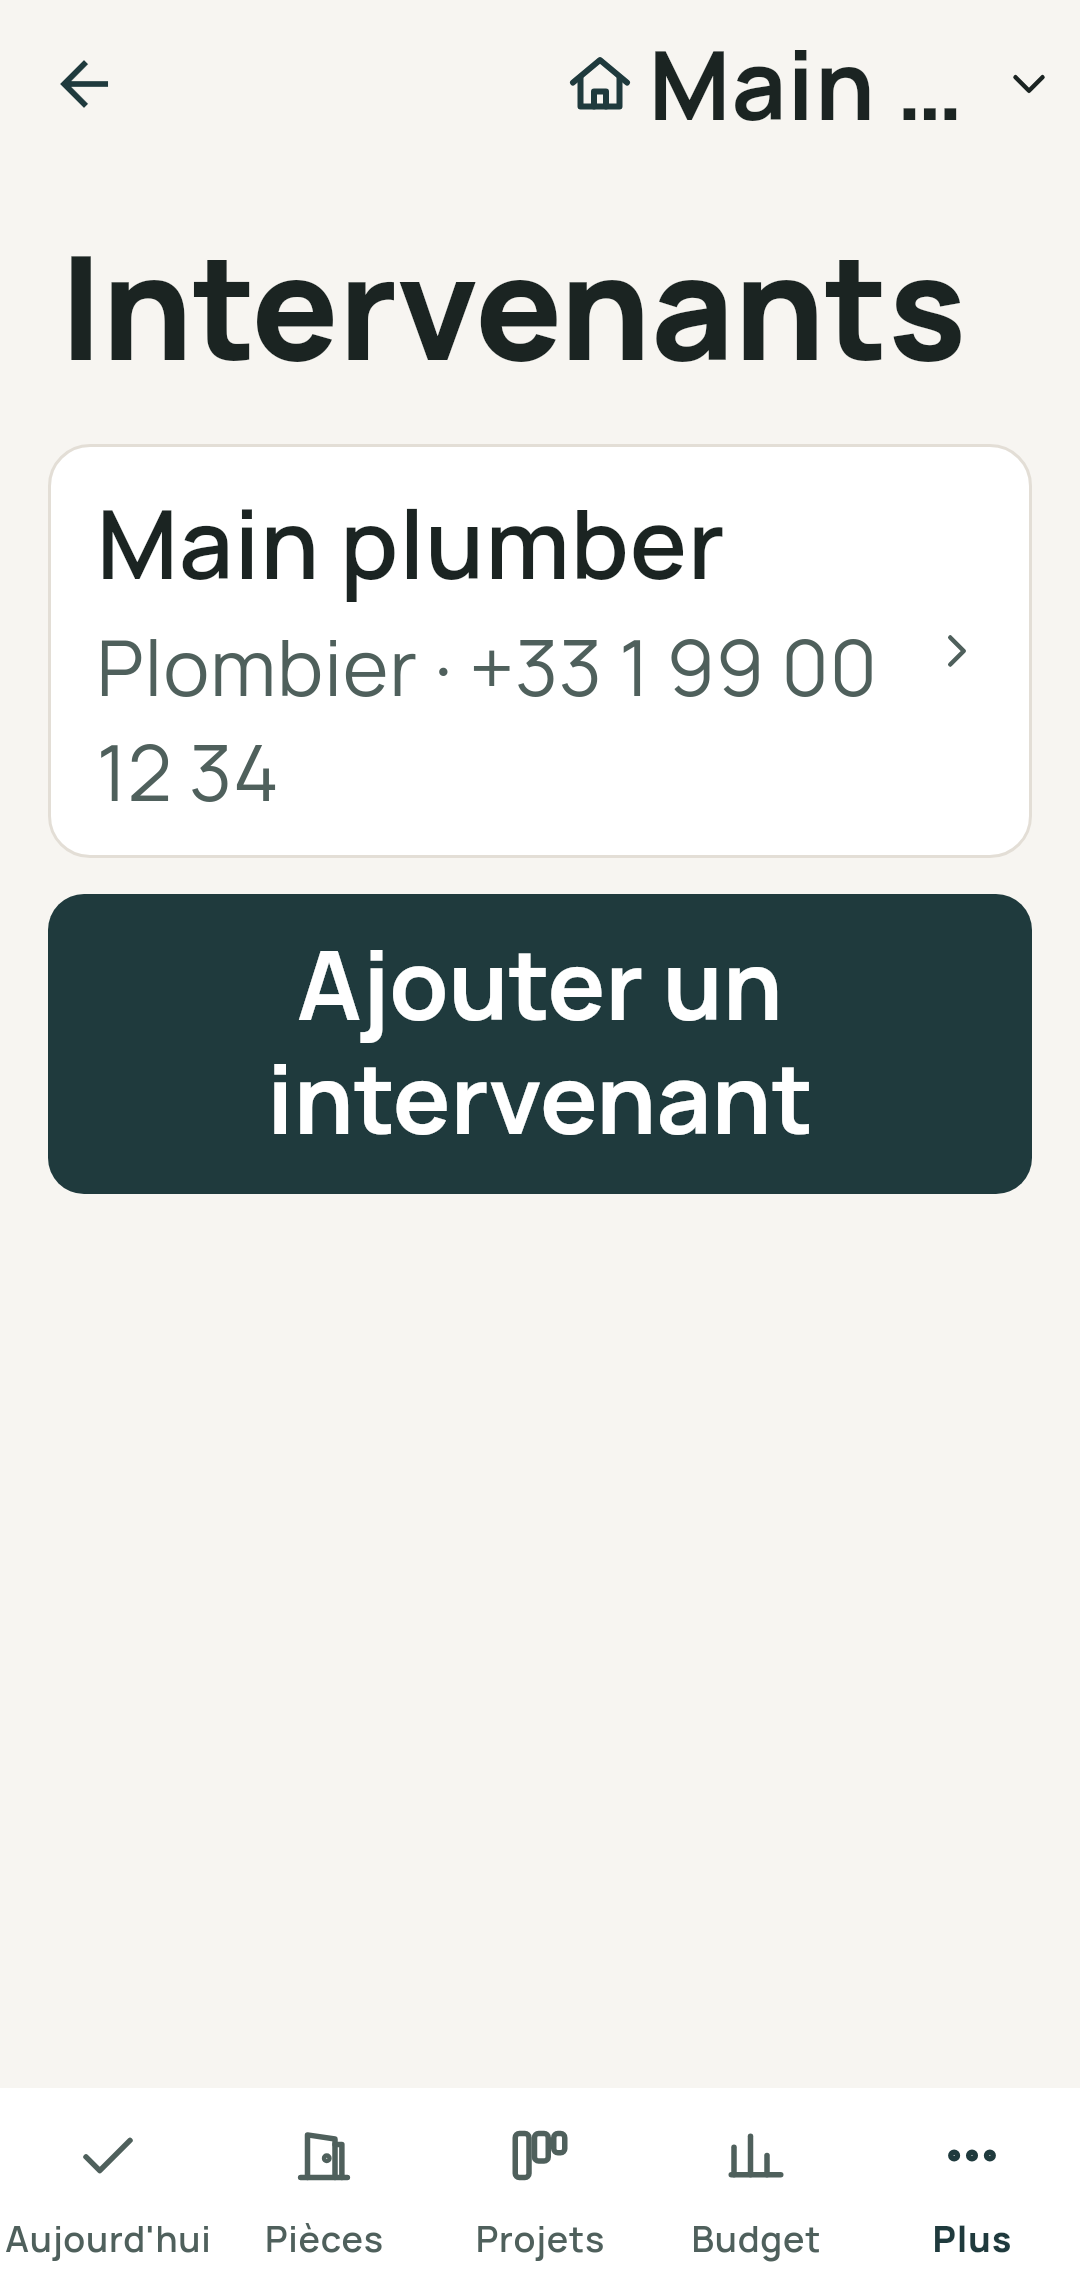 Main ...
Intervenants
Main plumber
Plombier · +33 1 99 00
12 34
Ajouter un
intervenant
Aujourd'hui
Pièces
Projets
Budget
Plus